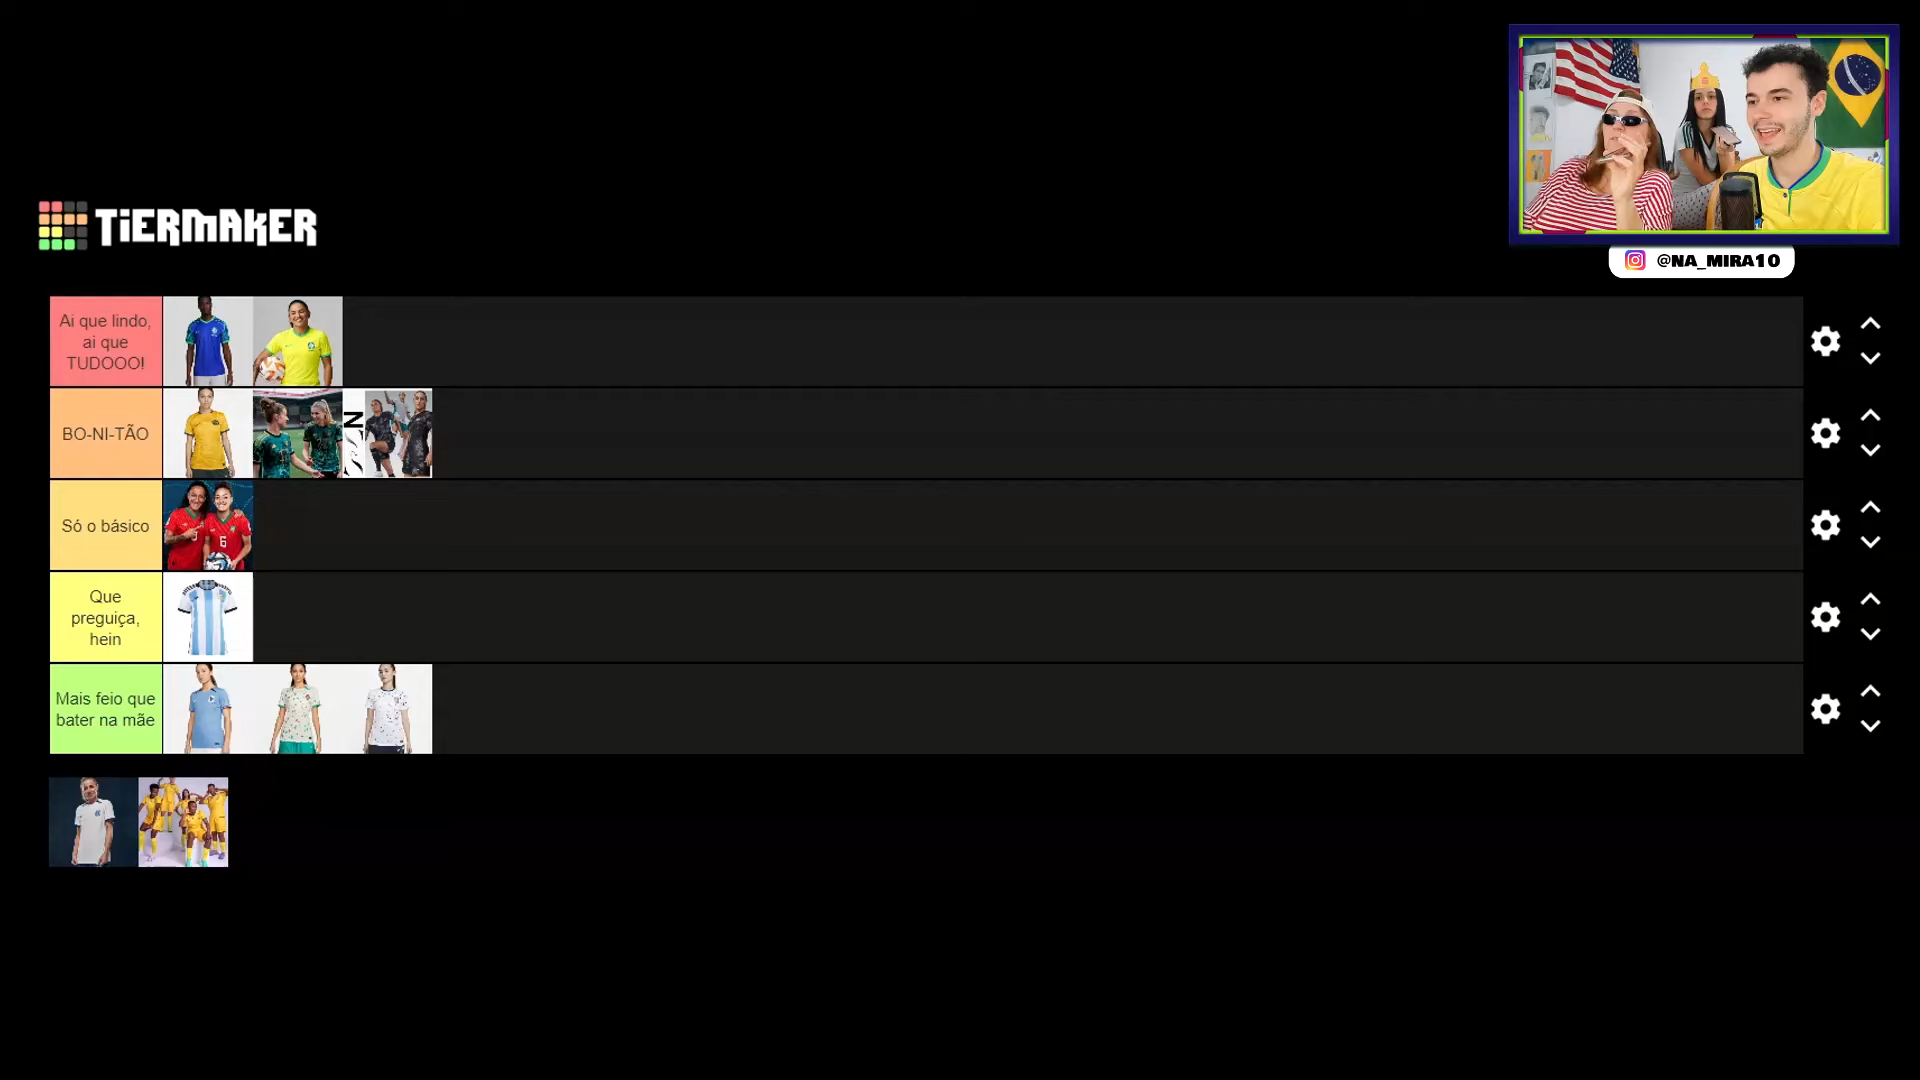 TiERMAKER
@NA_MIRA10
Ai que lindo,
ai que
TUDOOO!
BO-NI-TÃO
Só o básico
6
Que
preguiça,
hein
Mais feio que
bater na mãe